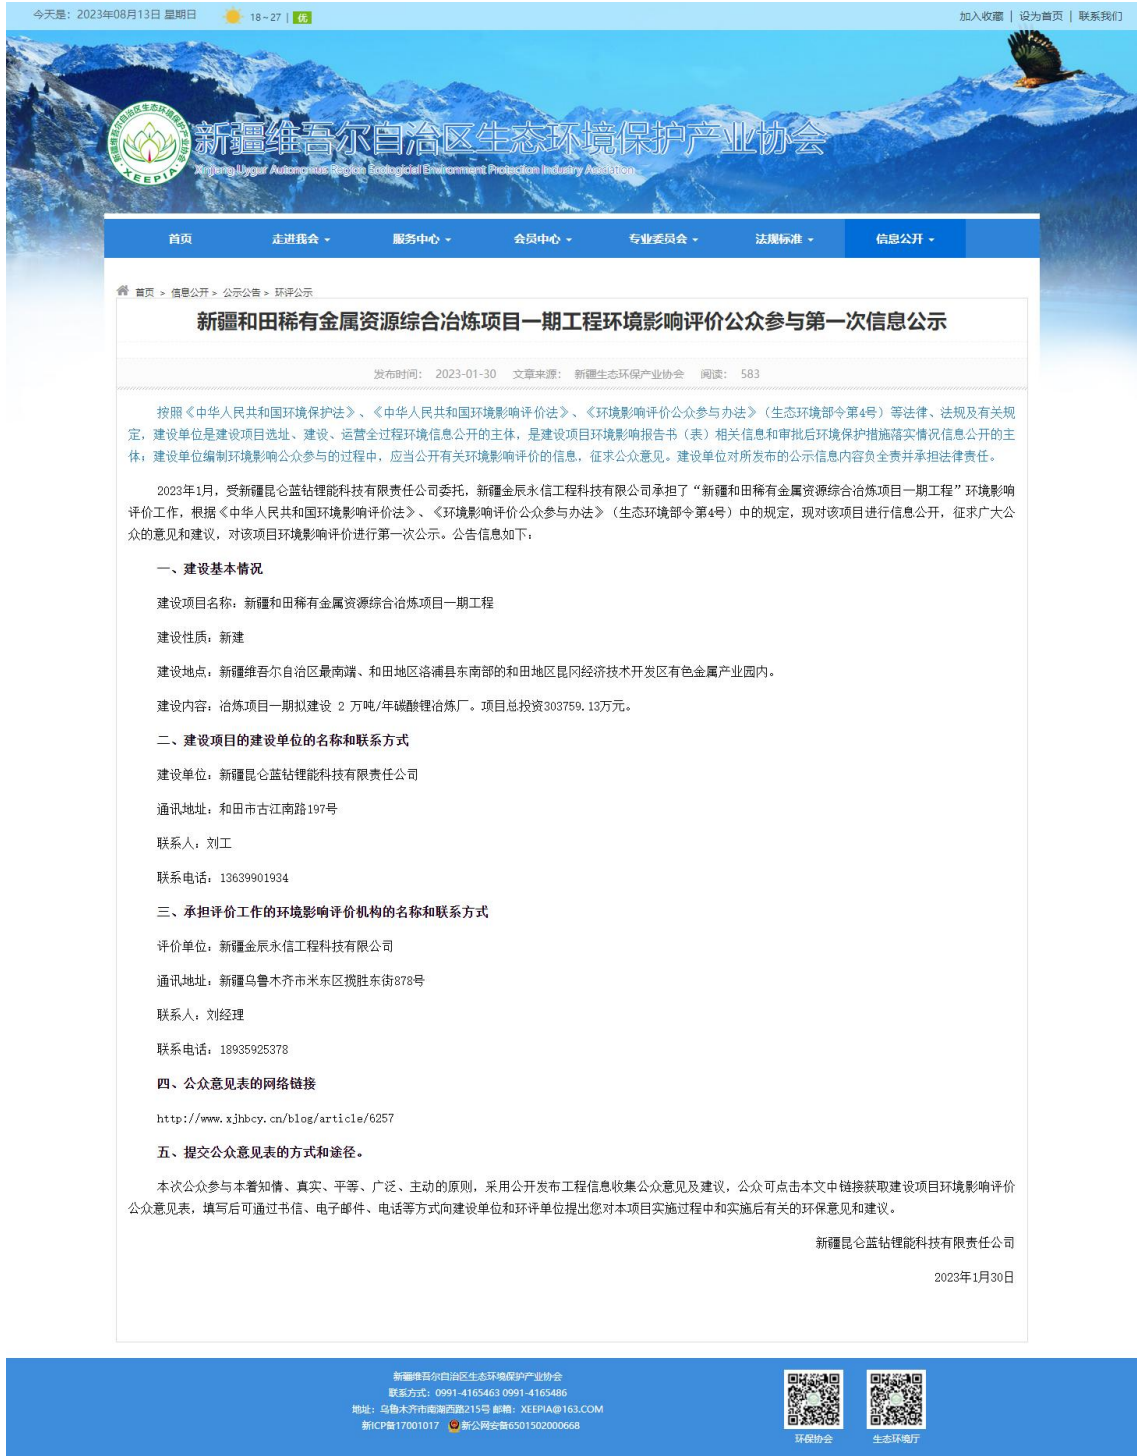 今天是：2023年08月13日 星期日
18~27 | 优
加入收藏 | 设为首页 | 联系我们
新疆维吾尔自治区生态环境保护产业协会
XEEPIA
首页 走进我会 服务中心 会员中心 专业委员会 法规标准 信息公开
首页 > 信息公开 > 公示公告 > 环评公示
新疆和田稀有金属资源综合冶炼项目一期工程环境影响评价公众参与第一次信息公示
发布时间： 2023-01-30 文章来源： 新疆生态环保产业协会 阅读： 583
按照《中华人民共和国环境保护法》、《中华人民共和国环境影响评价法》、《环境影响评价公众参与办法》（生态环境部令第4号）等法律、法规及有关规
定，建设单位是建设项目选址、建设、运营全过程环境信息公开的主体，是建设项目环境影响报告书（表）相关信息和审批后环境保护措施落实情况信息公开的主
体；建设单位编制环境影响公众参与的过程中，应当公开有关环境影响评价的信息，征求公众意见。建设单位对所发布的公示信息内容负全责并承担法律责任。
2023年1月，受新疆昆仑蓝钻锂能科技有限责任公司委托，新疆金辰永信工程科技有限公司承担了“新疆和田稀有金属资源综合冶炼项目一期工程”环境影响
评价工作，根据《中华人民共和国环境影响评价法》、《环境影响评价公众参与办法》（生态环境部令第4号）中的规定，现对该项目进行信息公开，征求广大公
众的意见和建议，对该项目环境影响评价进行第一次公示。公告信息如下：
一、建设基本情况
建设项目名称：新疆和田稀有金属资源综合冶炼项目一期工程
建设性质：新建
建设地点：新疆维吾尔自治区最南端、和田地区洛浦县东南部的和田地区昆冈经济技术开发区有色金属产业园内。
建设内容：冶炼项目一期拟建设 2 万吨/年碳酸锂冶炼厂。项目总投资303759.13万元。
二、建设项目的建设单位的名称和联系方式
建设单位：新疆昆仑蓝钻锂能科技有限责任公司
通讯地址：和田市古江南路197号
联系人：刘工
联系电话：13639901934
三、承担评价工作的环境影响评价机构的名称和联系方式
评价单位：新疆金辰永信工程科技有限公司
通讯地址：新疆乌鲁木齐市米东区揽胜东街878号
联系人：刘经理
联系电话：18935925378
四、公众意见表的网络链接
http://www.xjhbcy.cn/blog/article/6257
五、提交公众意见表的方式和途径。
本次公众参与本着知情、真实、平等、广泛、主动的原则，采用公开发布工程信息收集公众意见及建议，公众可点击本文中链接获取建设项目环境影响评价
公众意见表，填写后可通过书信、电子邮件、电话等方式向建设单位和环评单位提出您对本项目实施过程中和实施后有关的环保意见和建议。
新疆昆仑蓝钻锂能科技有限责任公司
2023年1月30日
新疆维吾尔自治区生态环境保护产业协会
联系方式：0991-4165463 0991-4165486
地址：乌鲁木齐市南湖西路215号 邮箱：XEEPIA@163.COM
新ICP备17001017 新公网安备6501502000668
环保协会 生态环境厅